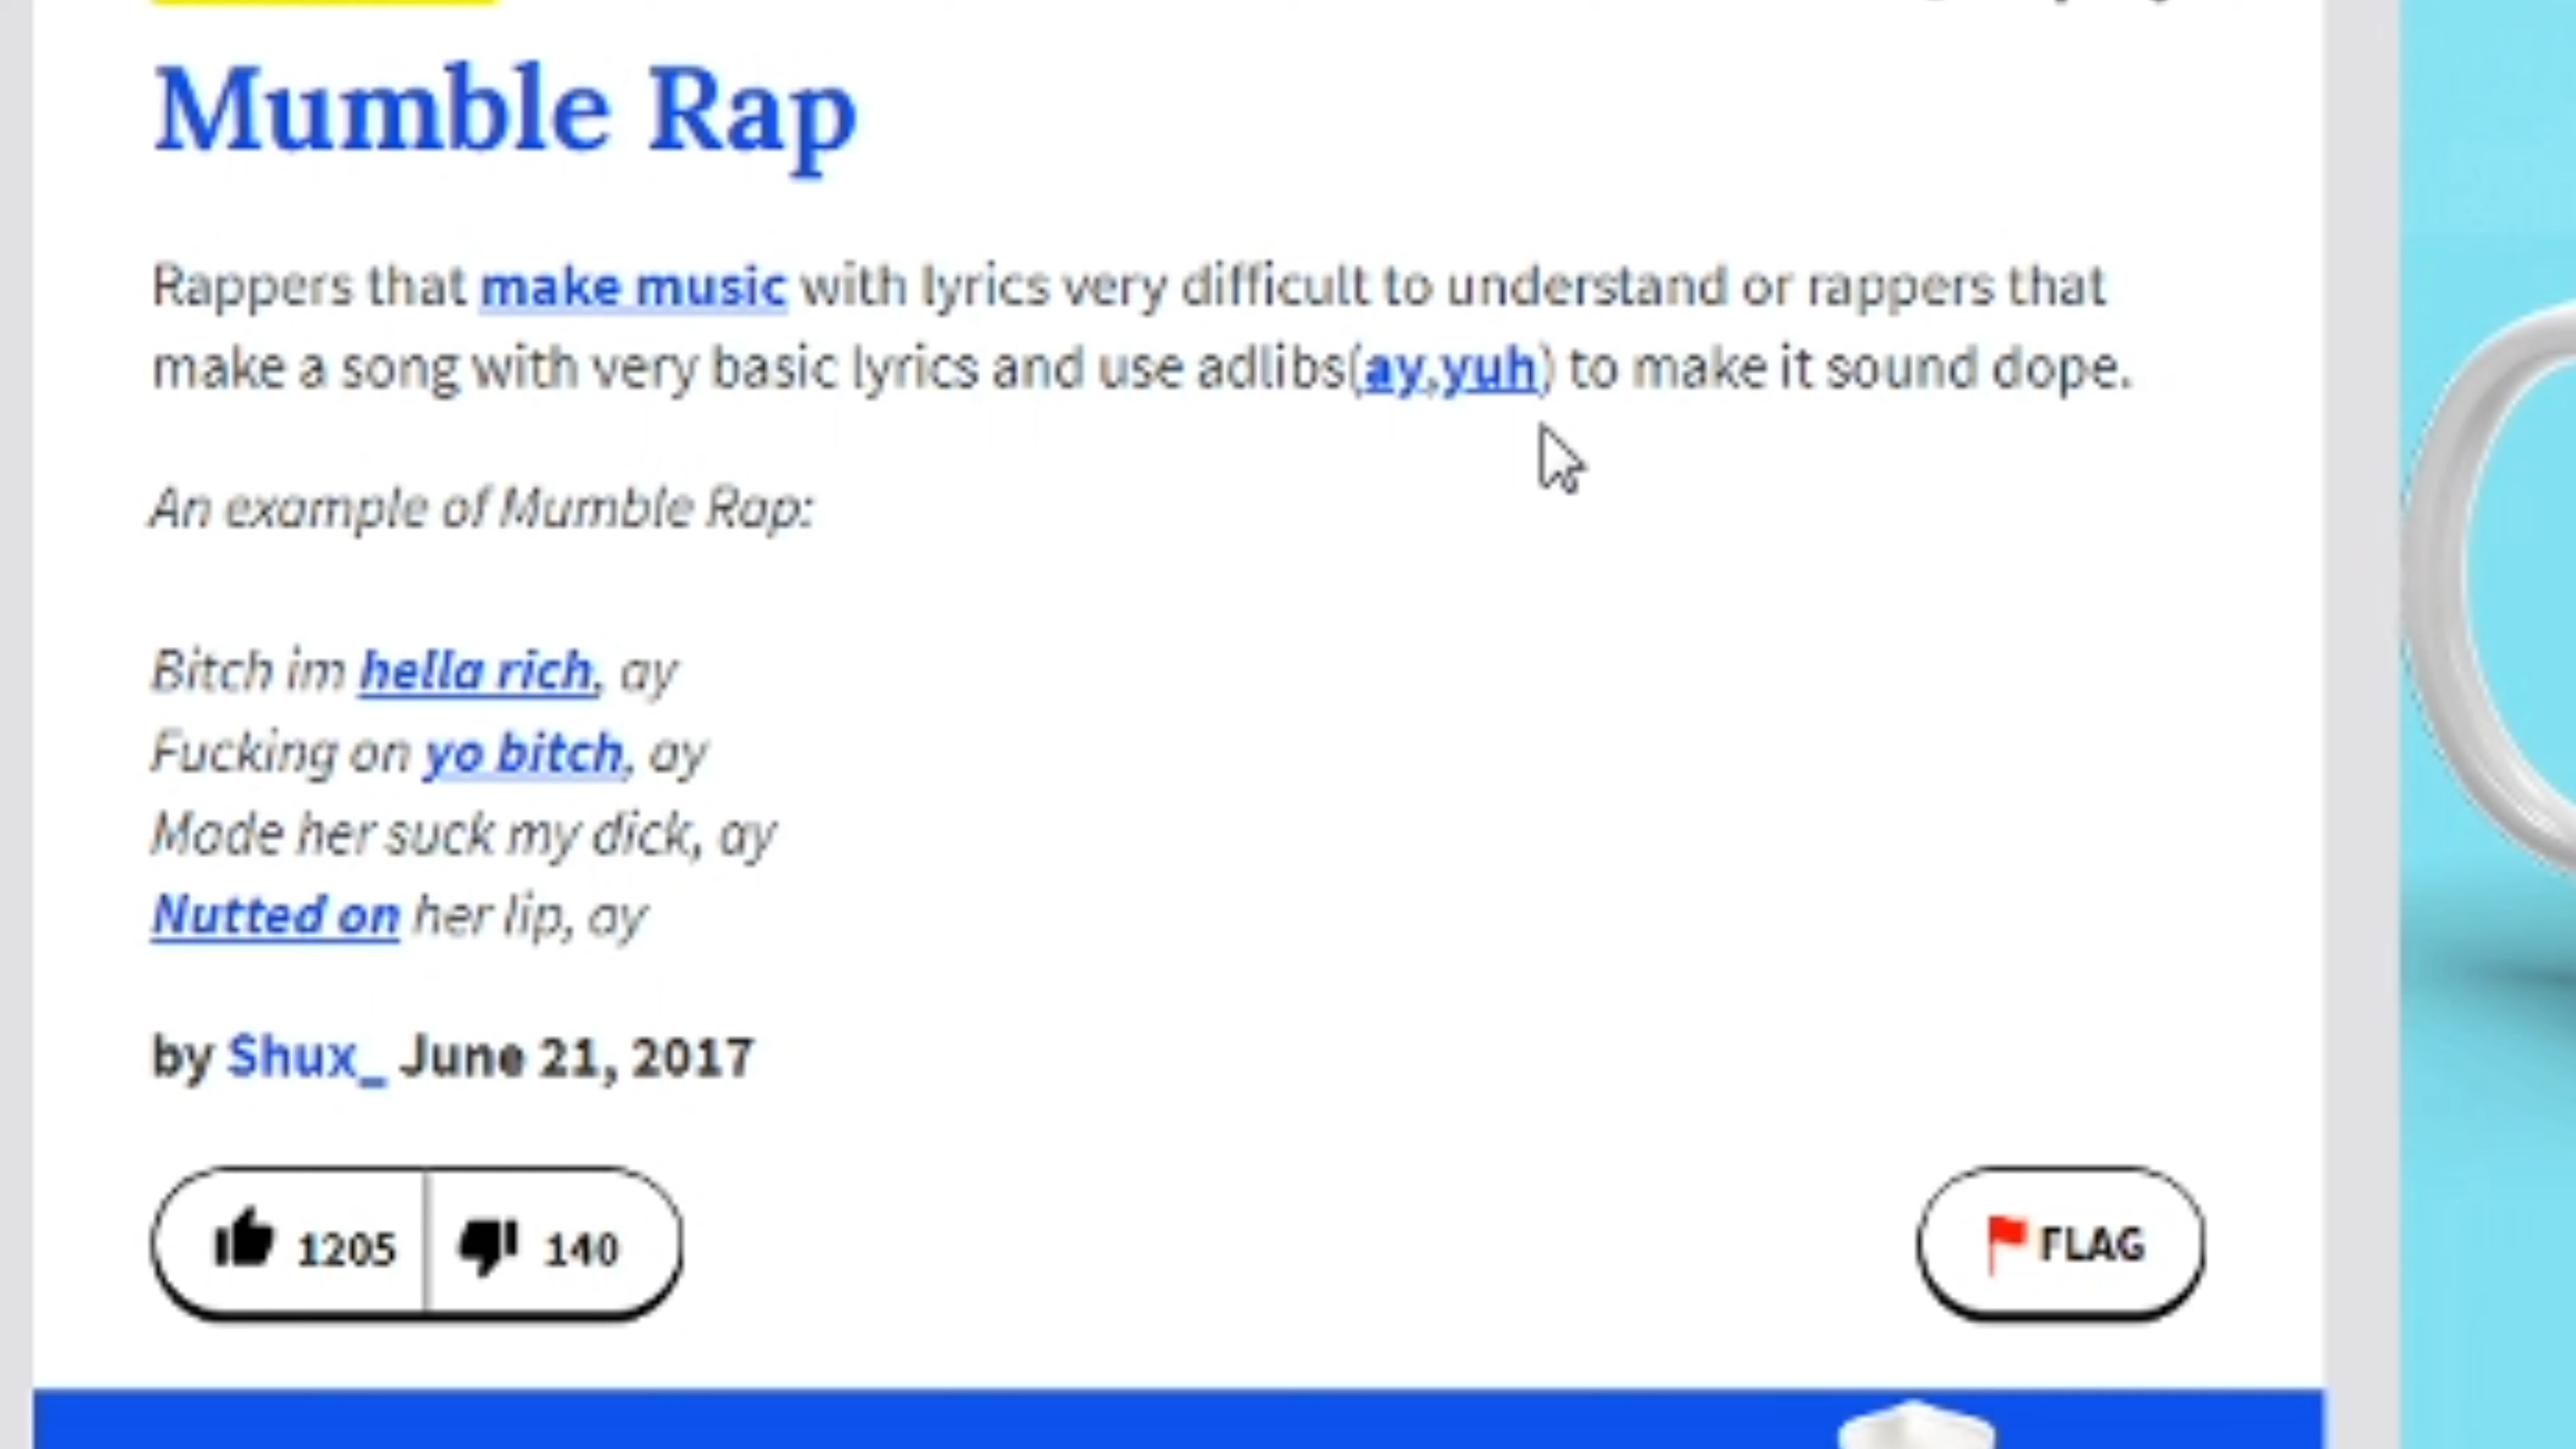 Mumble Rap
Rappers that make music with lyrics very difficult to understand or rappers that
make a song with very basic lyrics and use adlibs(ay,yuh) to make it sound dope.
An example of Mumble Rap:
Bitch im hella rich, ay
Fucking on yo bitch, ay
Made her suck my dick, ay
Nutted on her lip, ay
by Shux_ June 21, 2017
1205 140 FLAG